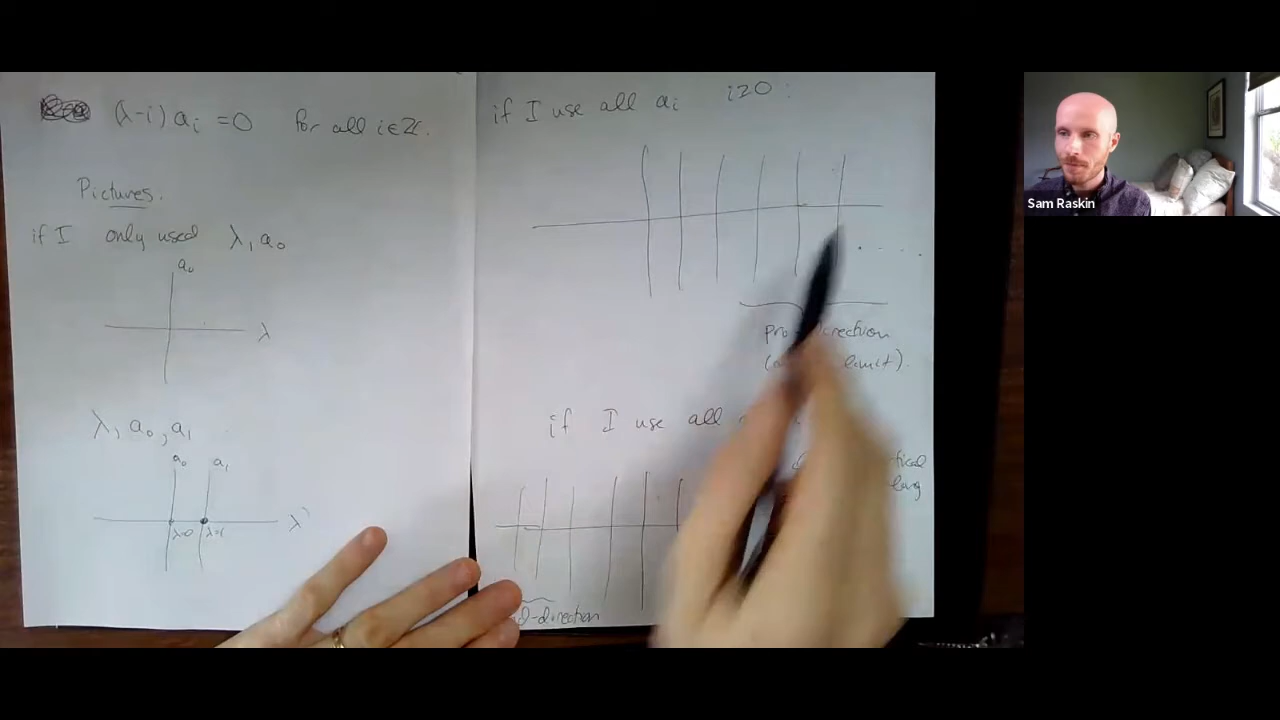 (λ-i) aᵢ = 0 for all i∈ℤ.
Pictures.
if I only used λ, a₀
a₀
λ
λ, a₀, a₁
a₀ a₁
λ
λ=0 λ=1
if I use all aᵢ i≥0 :
direction
limit).
if I use all
-direction
Sam Raskin